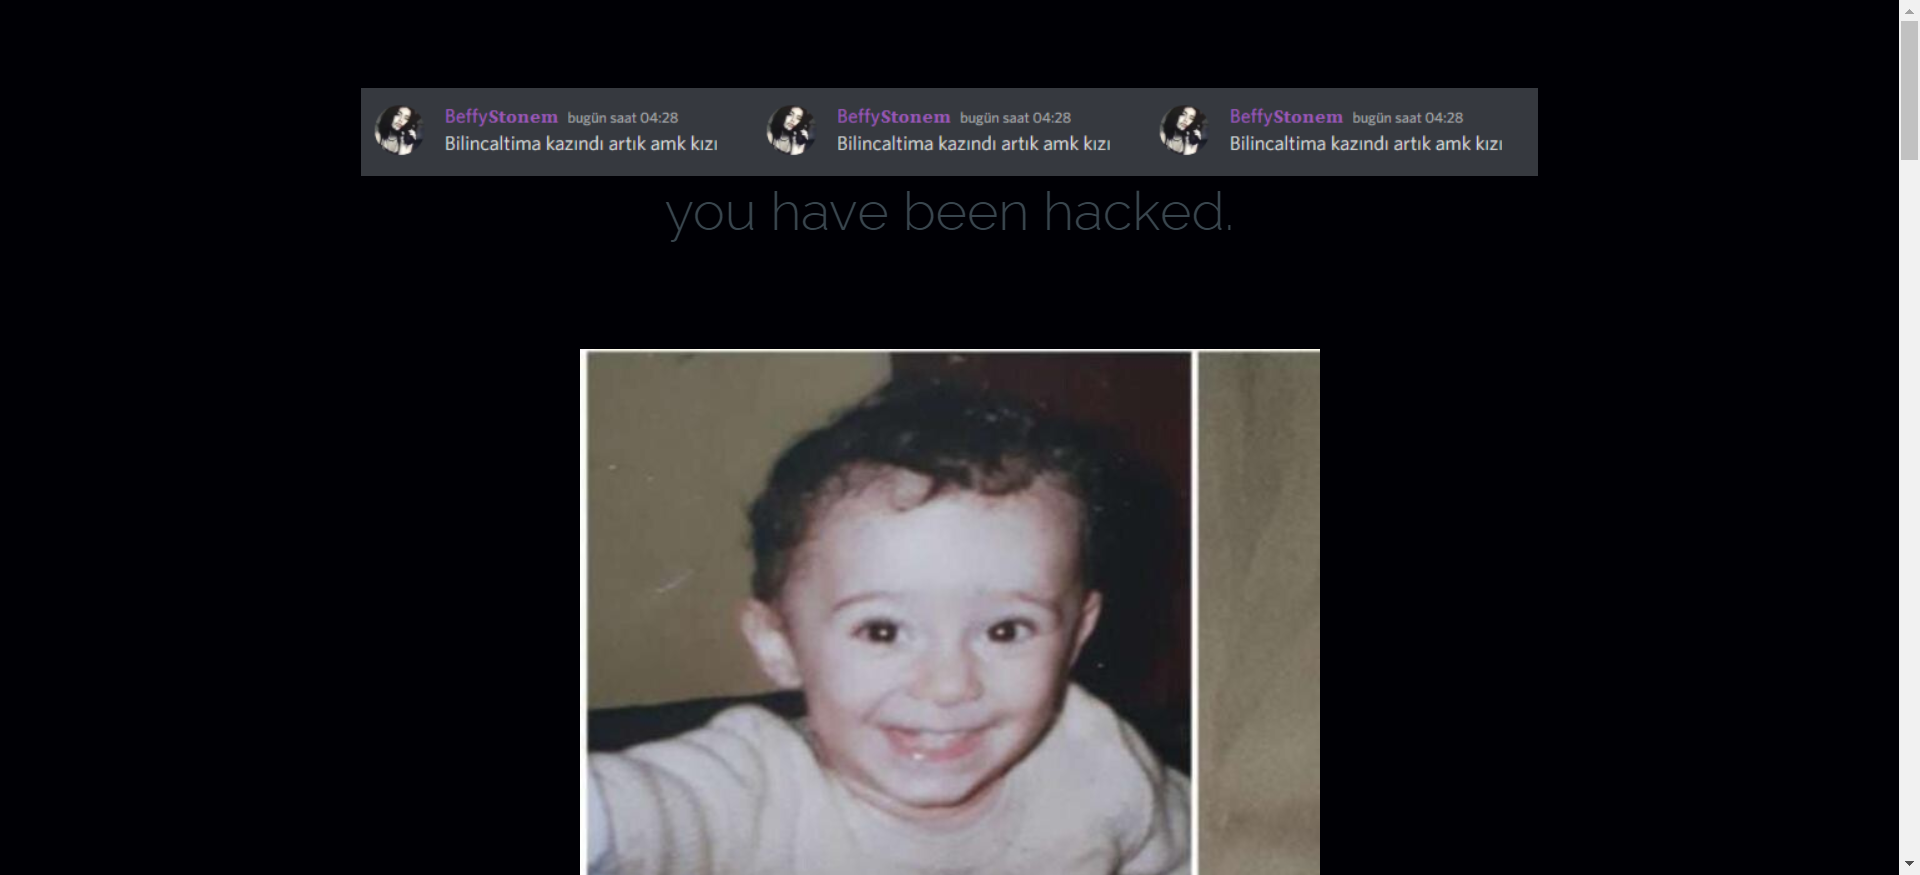 BeffyStonem bugün saat 04:28
Bilincaltima kazındı artık amk kızı
BeffyStonem bugün saat 04:28
Bilincaltima kazındı artık amk kızı
BeffyStonem bugün saat 04:28
Bilincaltima kazındı artık amk kızı
you have been hacked.